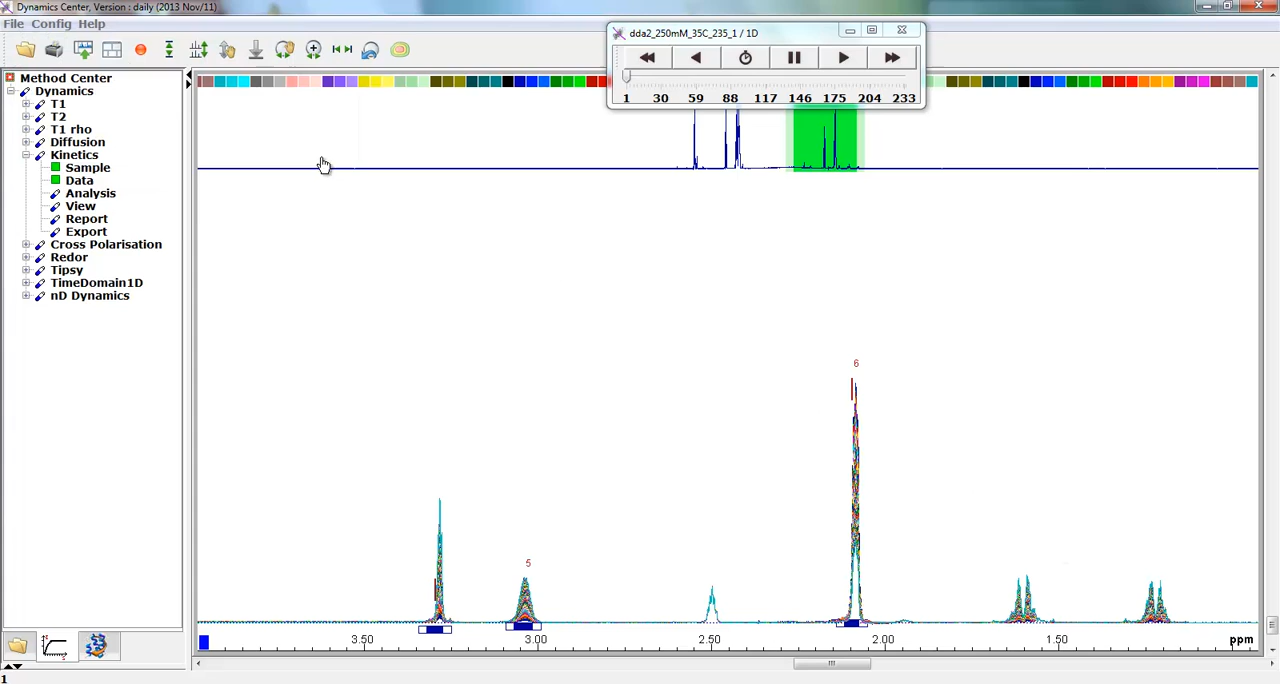 Dynamics Center, Version : daily (2013 Nov/11)
File Config Help
dda2_250mM_35C_235_1 / 1D
1 30 59 88 117 146 175 204 233
Method Center
Dynamics
T1
T2
T1 rho
Diffusion
Kinetics
Sample
Data
Analysis
View
Report
Export
Cross Polarisation
Redor
Tipsy
TimeDomain1D
nD Dynamics
6
5
3.50 3.00 2.50 2.00 1.50 ppm
1